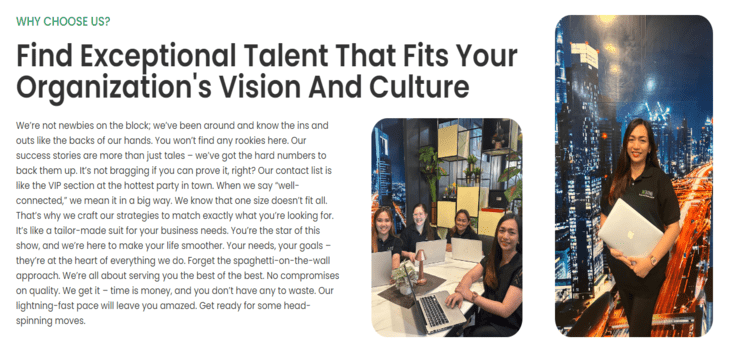 WHY CHOOSE US?
Find Exceptional Talent That Fits Your
Organization's Vision And Culture
We're not newbies on the block; we've been around and know the ins and
outs like the backs of our hands. You won't find any rookies here. Our
success stories are more than just tales – we've got the hard numbers to
back them up. It's not bragging if you can prove it, right? Our contact list is
like the VIP section at the hottest party in town. When we say "well-
connected," we mean it in a big way. We know that one size doesn't fit all.
That's why we craft our strategies to match exactly what you're looking for.
It's like a tailor-made suit for your business needs. You're the star of this
show, and we're here to make your life smoother. Your needs, your goals –
they're at the heart of everything we do. Forget the spaghetti-on-the-wall
approach. We're all about serving you the best of the best. No compromises
on quality. We get it – time is money, and you don't have any to waste. Our
lightning-fast pace will leave you amazed. Get ready for some head-
spinning moves.